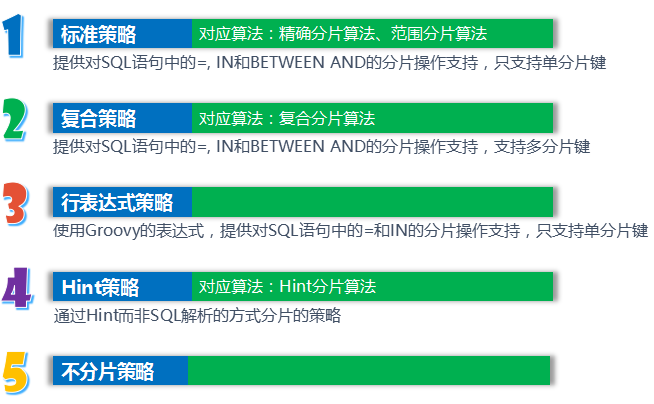 1 标准策略 对应算法：精确分片算法、范围分片算法
提供对SQL语句中的=, IN和BETWEEN AND的分片操作支持，只支持单分片键
2 复合策略 对应算法：复合分片算法
提供对SQL语句中的=, IN和BETWEEN AND的分片操作支持，支持多分片键
3 行表达式策略
使用Groovy的表达式，提供对SQL语句中的=和IN的分片操作支持，只支持单分片键
4 Hint策略 对应算法：Hint分片算法
通过Hint而非SQL解析的方式分片的策略
5 不分片策略